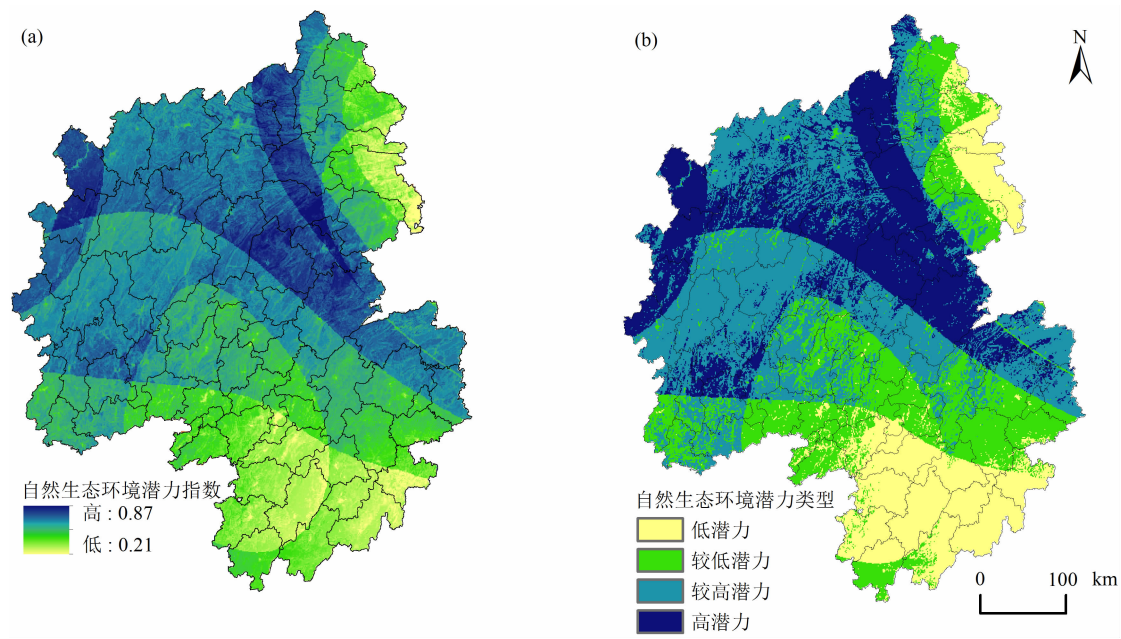 (a)
自然生态环境潜力指数
高 : 0.87
低 : 0.21
(b)
N
自然生态环境潜力类型
低潜力
较低潜力
较高潜力
高潜力
0 100 km